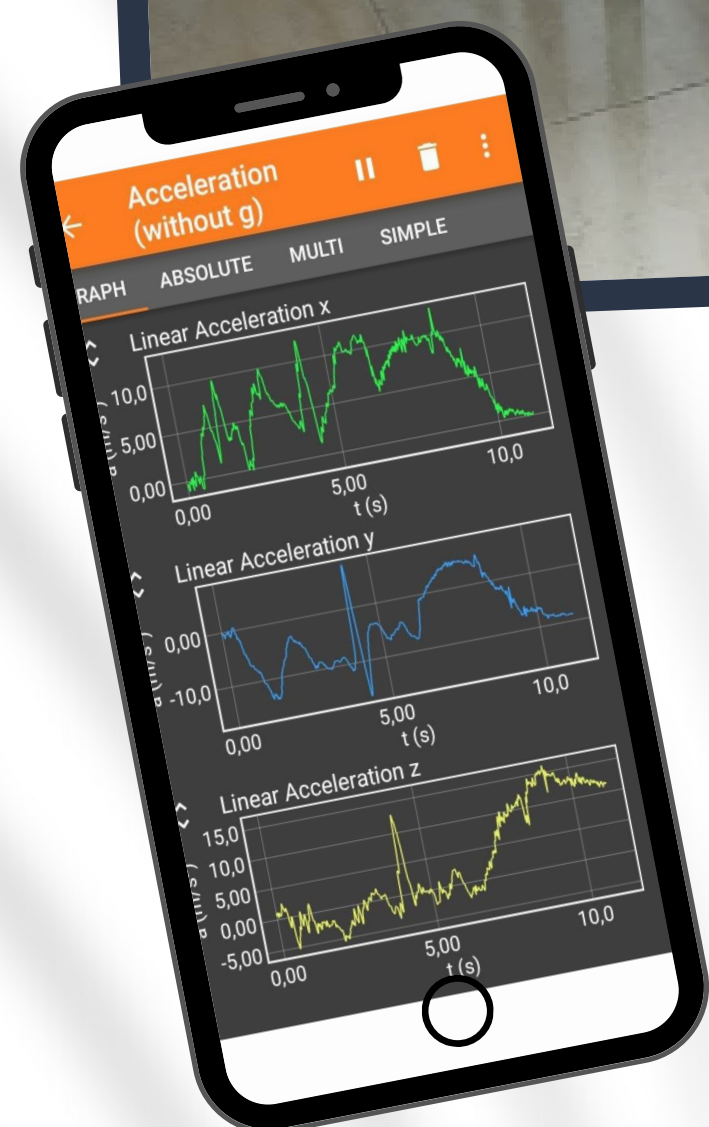 Acceleration
(without g)
RAPH ABSOLUTE MULTI SIMPLE
Linear Acceleration x
10,0
5,00
0,00
0,00 5,00 10,0
t (s)
Linear Acceleration y
0,00
-10,0
0,00 5,00 10,0
t (s)
Linear Acceleration z
15,0
10,0
5,00
0,00
-5,00
0,00 5,00 10,0
t (s)